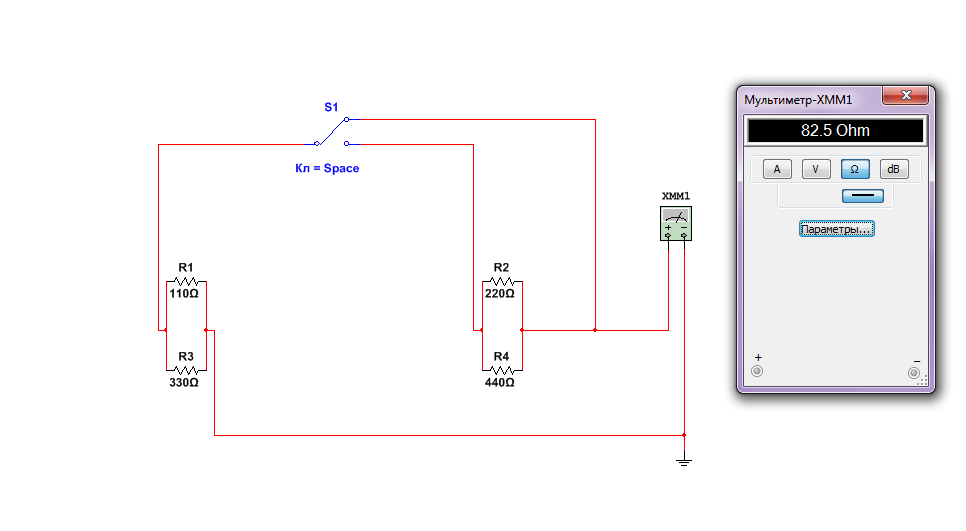 S1
Кл = Space
R1
110Ω
R3
330Ω
R2
220Ω
R4
440Ω
XMM1
+ −
Мультиметр-XMM1
82.5 Ohm
A V Ω dB
Параметры...
+ −